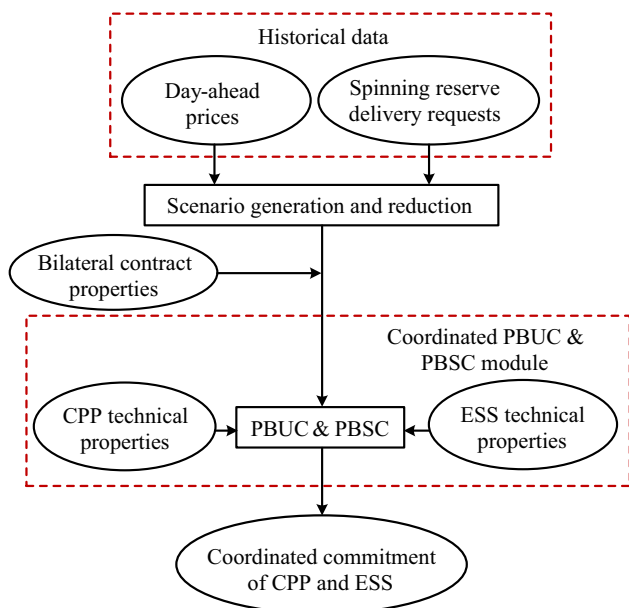 Historical data
Day-ahead
prices
Spinning reserve
delivery requests
Scenario generation and reduction
Bilateral contract
properties
Coordinated PBUC &
PBSC module
CPP technical
properties
PBUC & PBSC
ESS technical
properties
Coordinated commitment
of CPP and ESS